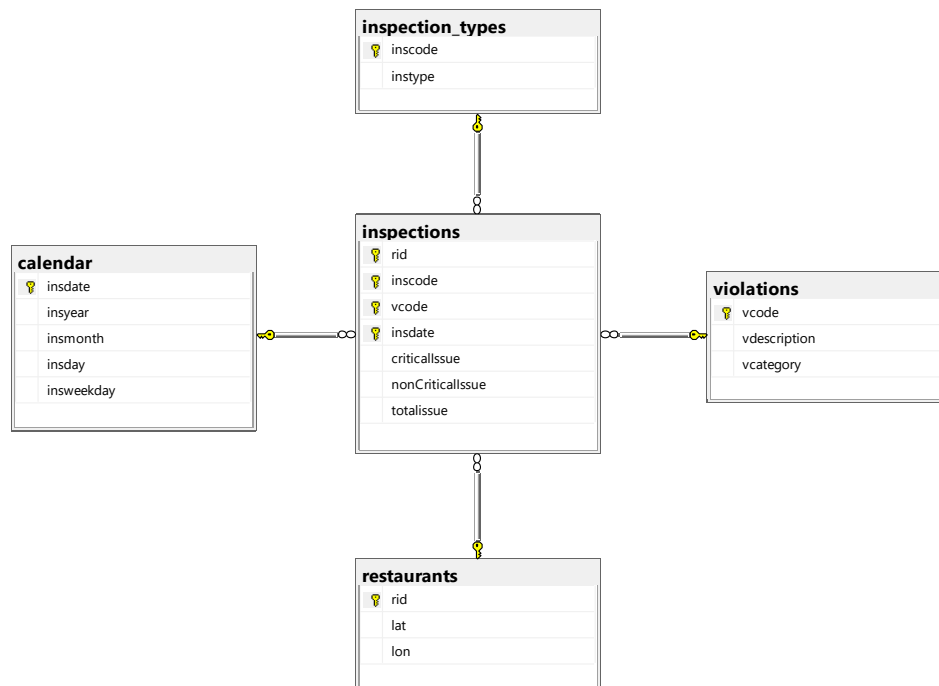 inspection_types
inscode
instype
inspections
rid
inscode
vcode
insdate
criticalIssue
nonCriticalIssue
totalissue
calendar
insdate
insyear
insmonth
insday
insweekday
violations
vcode
vdescription
vcategory
restaurants
rid
lat
lon